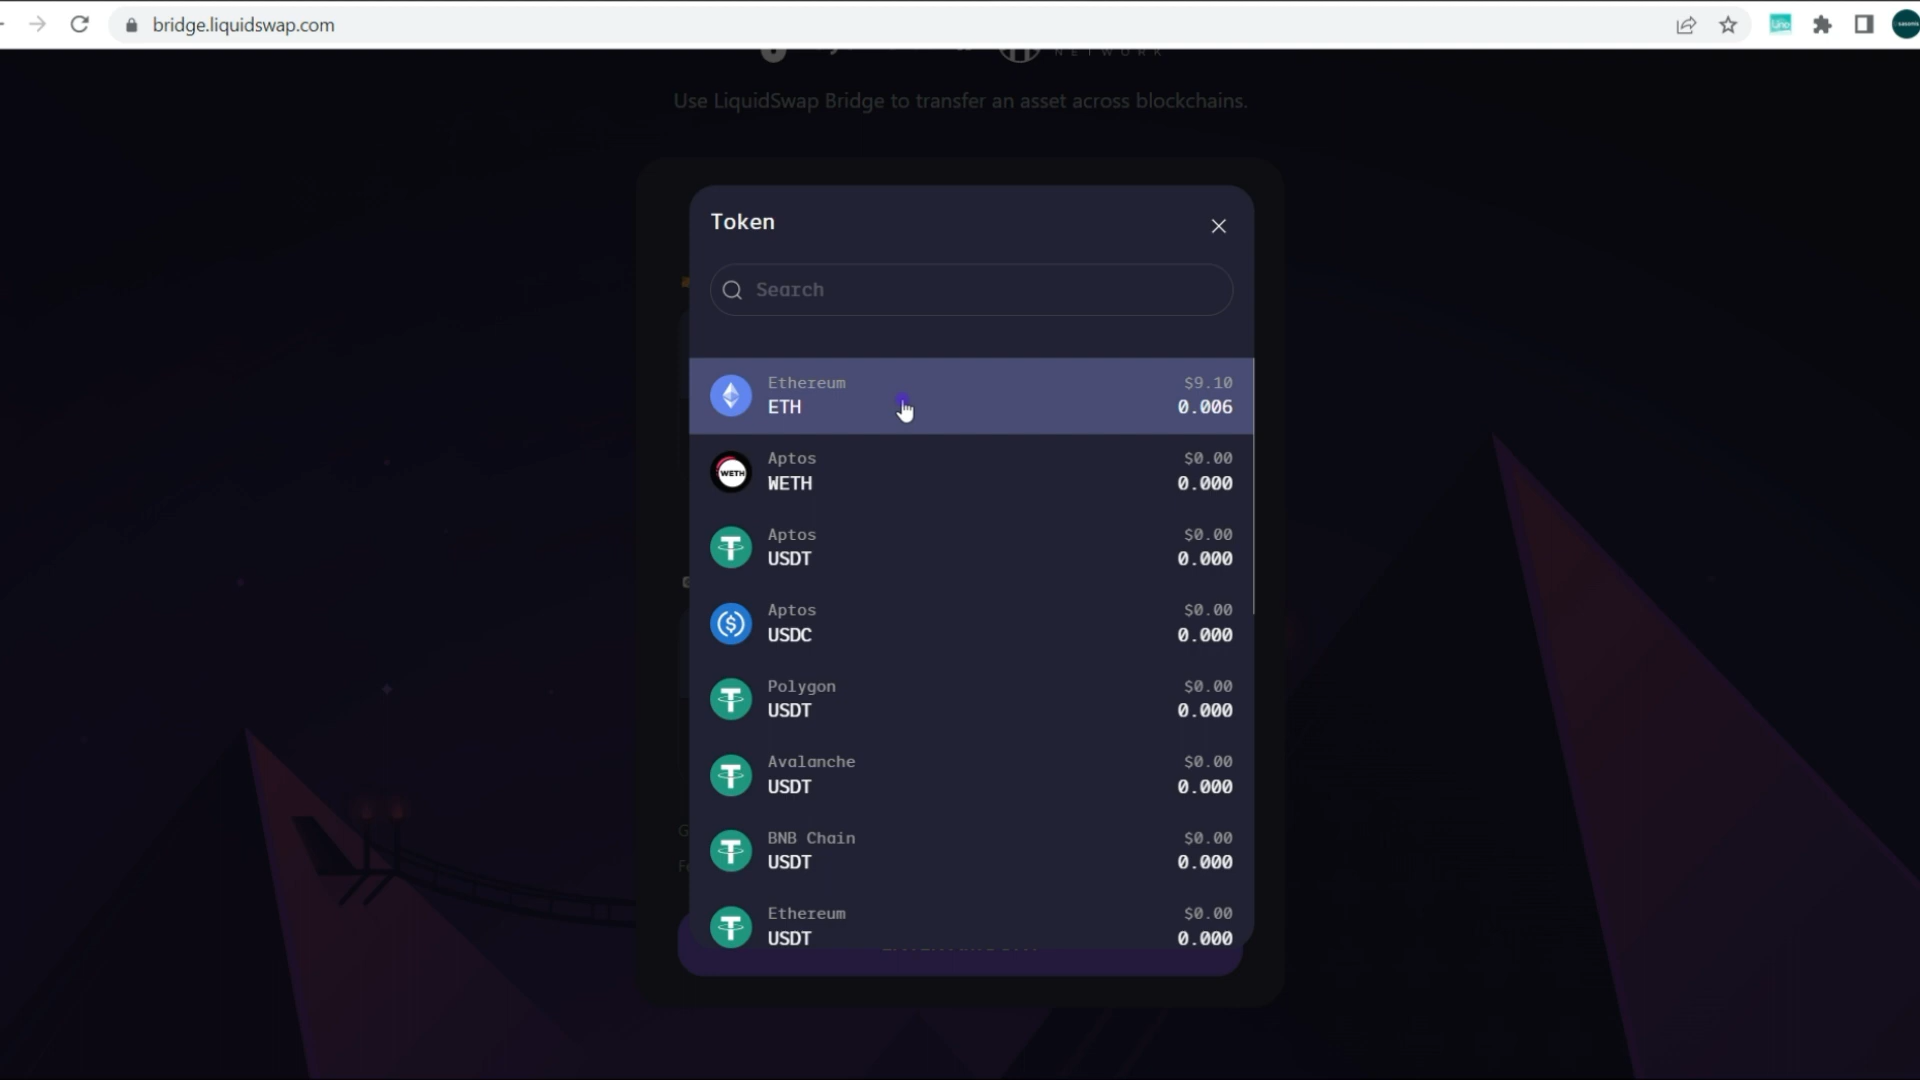 bridge.liquidswap.com
NETWORK
Use LiquidSwap Bridge to transfer an asset across blockchains.
Token
Search
Ethereum $9.10
ETH 0.006
Aptos $0.00
WETH WETH 0.000
Aptos $0.00
USDT 0.000
Aptos $0.00
USDC 0.000
Polygon $0.00
USDT 0.000
Avalanche $0.00
USDT 0.000
BNB Chain $0.00
USDT 0.000
Ethereum $0.00
USDT 0.000